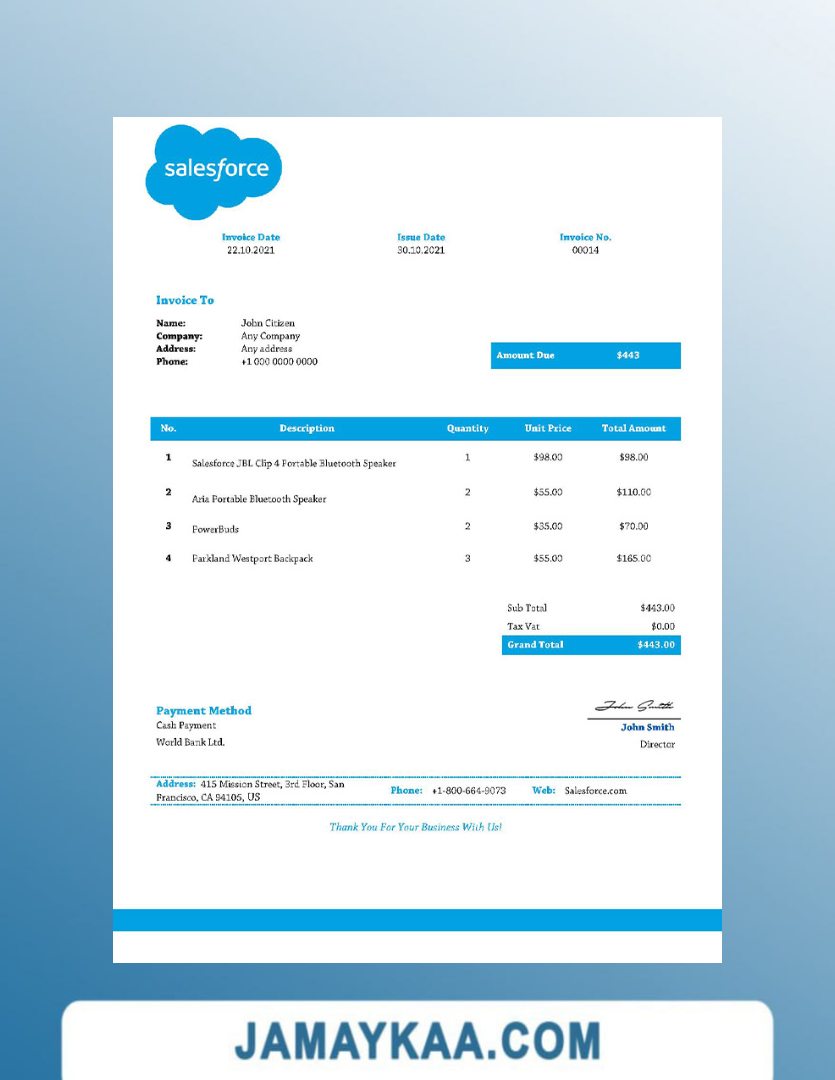 salesforce
Invoice Date Issue Date Invoice No.
22.10.2021 30.10.2021 00014
Invoice To
Name: John Citizen
Company: Any Company
Address: Any address
Phone: +1 000 0000 0000
Amount Due $443
No. Description Quantity Unit Price Total Amount
1 Salesforce JBL Clip 4 Portable Bluetooth Speaker 1 $98.00 $98.00
2 Aria Portable Bluetooth Speaker 2 $55.00 $110.00
3 PowerBuds 2 $35.00 $70.00
4 Parkland Westport Backpack 3 $55.00 $165.00
Sub Total $443.00
Tax Vat $0.00
Grand Total $443.00
Payment Method
Cash Payment
World Bank Ltd.
John Smith
John Smith
Director
Address: 415 Mission Street, 3rd Floor, San
Francisco, CA 94105, US
Phone: +1-800-664-9073 Web: Salesforce.com
Thank You For Your Business With Us!
JAMAYKAA.COM